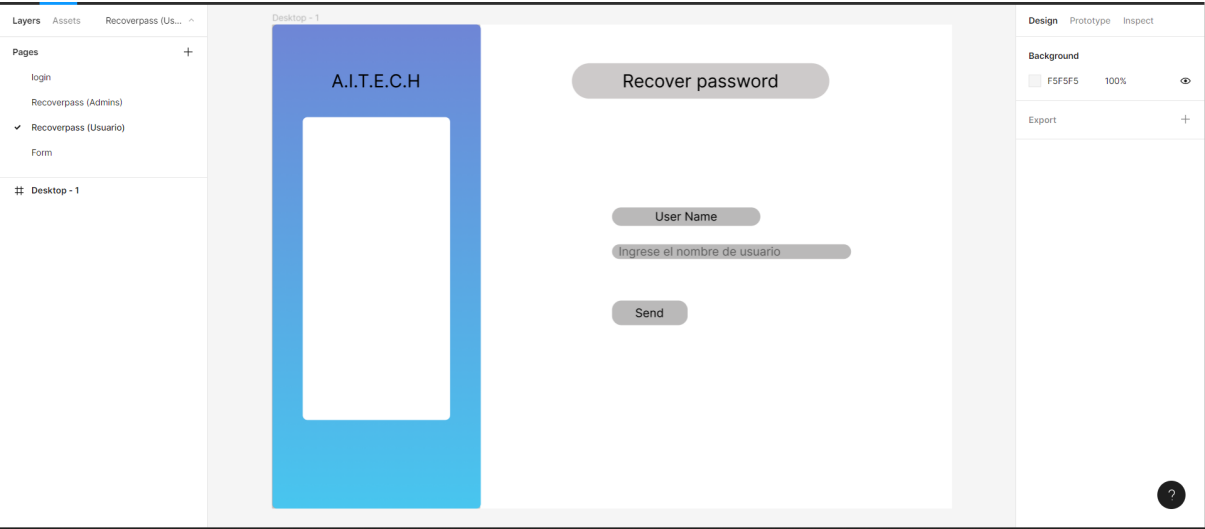 Layers Assets Recoverpass (Us...
Pages
login
Recoverpass (Admins)
Recoverpass (Usuario)
Form
Desktop - 1
Desktop - 1
A.I.T.E.C.H
Recover password
User Name
Ingrese el nombre de usuario
Send
Design Prototype Inspect
Background
F5F5F5 100%
Export
?